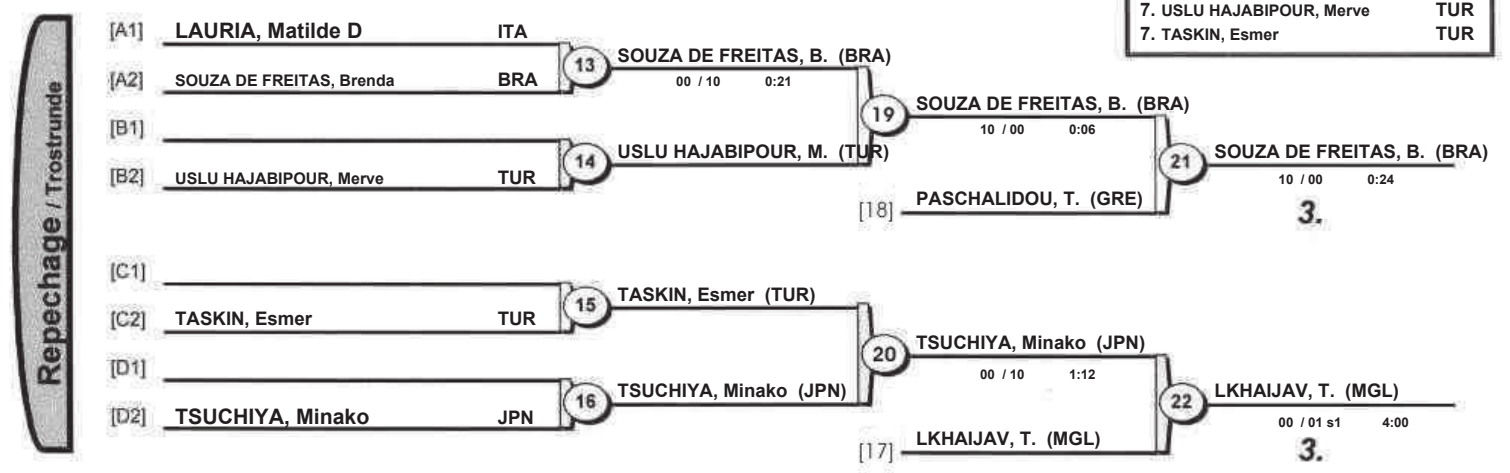 7. USLU HAJABIPOUR, Merve TUR
7. TASKIN, Esmer TUR
Repechage / Trostrunde
[A1] LAURIA, Matilde D ITA
[A2] SOUZA DE FREITAS, Brenda BRA
13
SOUZA DE FREITAS, B. (BRA)
00 / 10 0:21
[B1]
[B2] USLU HAJABIPOUR, Merve TUR
14
USLU HAJABIPOUR, M. (TUR)
19
SOUZA DE FREITAS, B. (BRA)
10 / 00 0:06
[18] PASCHALIDOU, T. (GRE)
21
SOUZA DE FREITAS, B. (BRA)
10 / 00 0:24
3.
[C1]
[C2] TASKIN, Esmer TUR
15
TASKIN, Esmer (TUR)
[D1]
[D2] TSUCHIYA, Minako JPN
16
TSUCHIYA, Minako (JPN)
20
TSUCHIYA, Minako (JPN)
00 / 10 1:12
[17] LKHAIJAV, T. (MGL)
22
LKHAIJAV, T. (MGL)
00 / 01 s1 4:00
3.